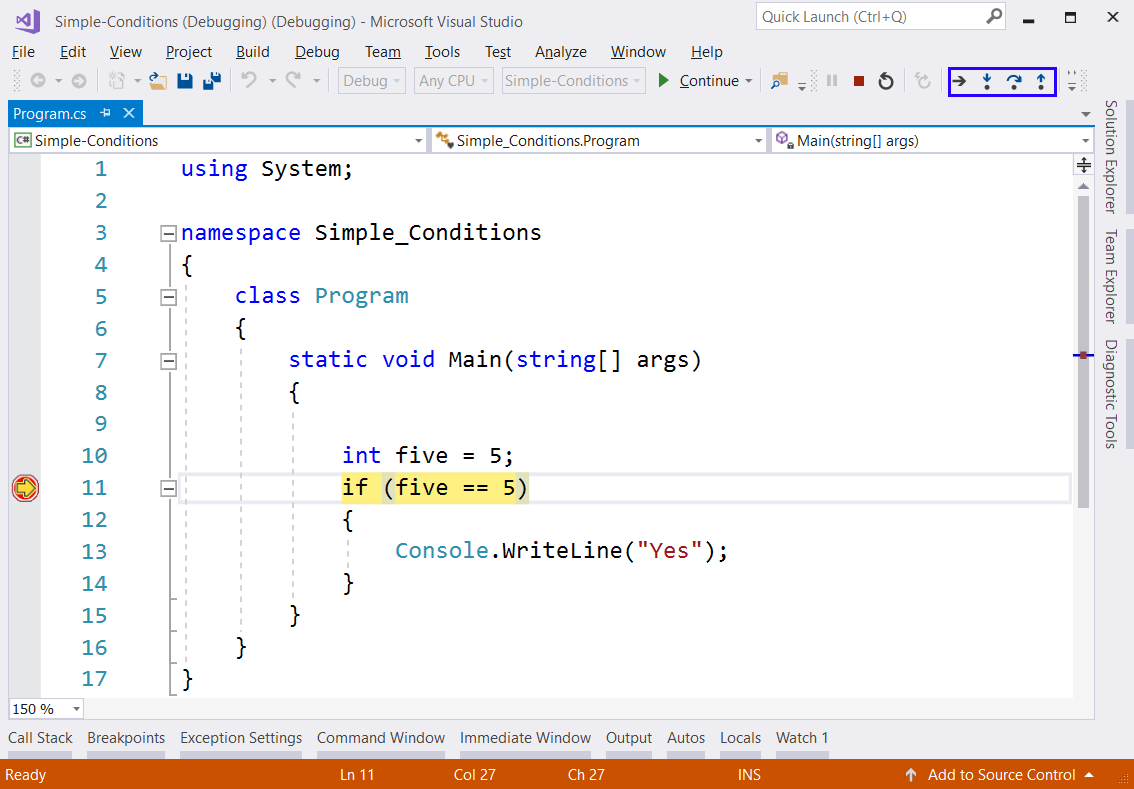 Simple-Conditions (Debugging) (Debugging) - Microsoft Visual Studio
Quick Launch (Ctrl+Q)
File Edit View Project Build Debug Team Tools Test Analyze Window Help
Debug Any CPU Simple-Conditions Continue
Program.cs
C# Simple-Conditions Simple_Conditions.Program Main(string[] args)
1 using System;
2
3 namespace Simple_Conditions
4 {
5 class Program
6 {
7 static void Main(string[] args)
8 {
9
10 int five = 5;
11 if (five == 5)
12 {
13 Console.WriteLine("Yes");
14 }
15 }
16 }
17 }
Solution Explorer
Team Explorer
Diagnostic Tools
150 %
Call Stack Breakpoints Exception Settings Command Window Immediate Window Output Autos Locals Watch 1
Ready Ln 11 Col 27 Ch 27 INS Add to Source Control